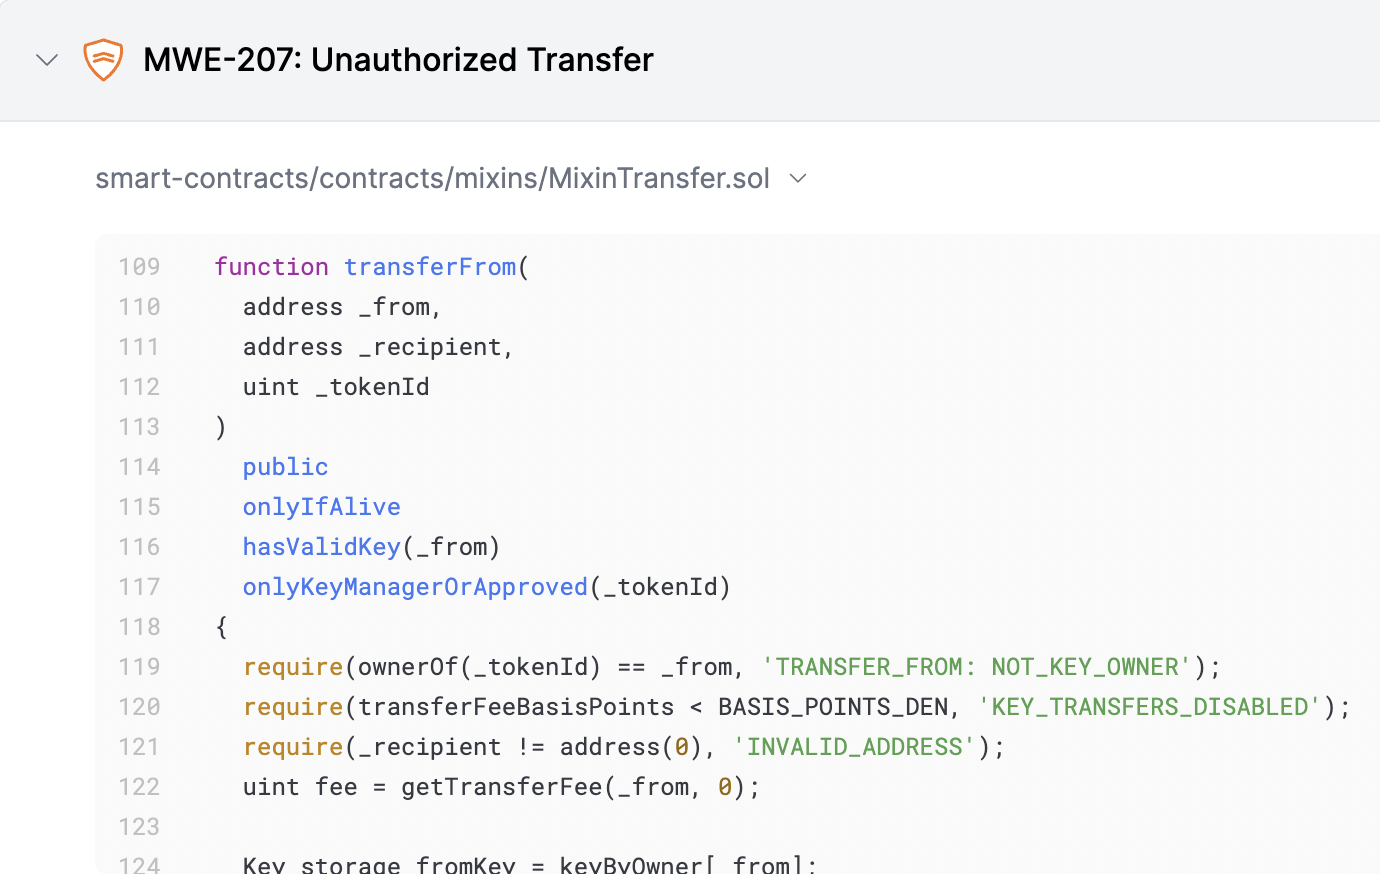 MWE-207: Unauthorized Transfer
smart-contracts/contracts/mixins/MixinTransfer.sol
109 function transferFrom(
110 address _from,
111 address _recipient,
112 uint _tokenId
113 )
114 public
115 onlyIfAlive
116 hasValidKey(_from)
117 onlyKeyManagerOrApproved(_tokenId)
118 {
119 require(ownerOf(_tokenId) == _from, 'TRANSFER_FROM: NOT_KEY_OWNER');
120 require(transferFeeBasisPoints < BASIS_POINTS_DEN, 'KEY_TRANSFERS_DISABLED');
121 require(_recipient != address(0), 'INVALID_ADDRESS');
122 uint fee = getTransferFee(_from, 0);
123
124 Key storage fromKey = keyByOwner[_from];